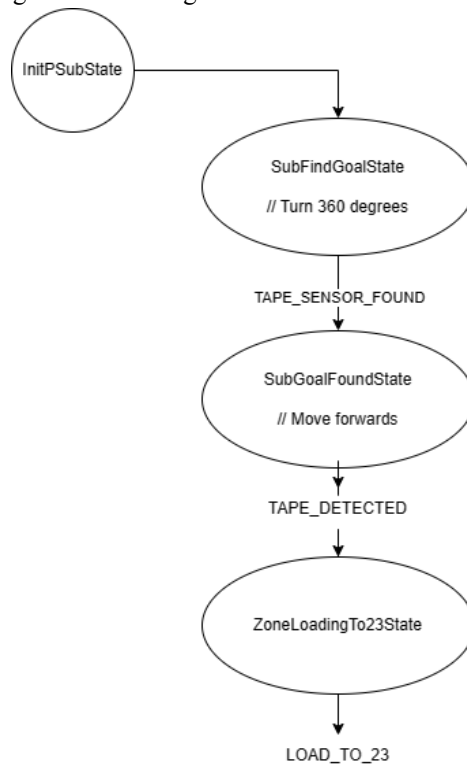 InitPSubState
SubFindGoalState
// Turn 360 degrees
TAPE_SENSOR_FOUND
SubGoalFoundState
// Move forwards
TAPE_DETECTED
ZoneLoadingTo23State
LOAD_TO_23